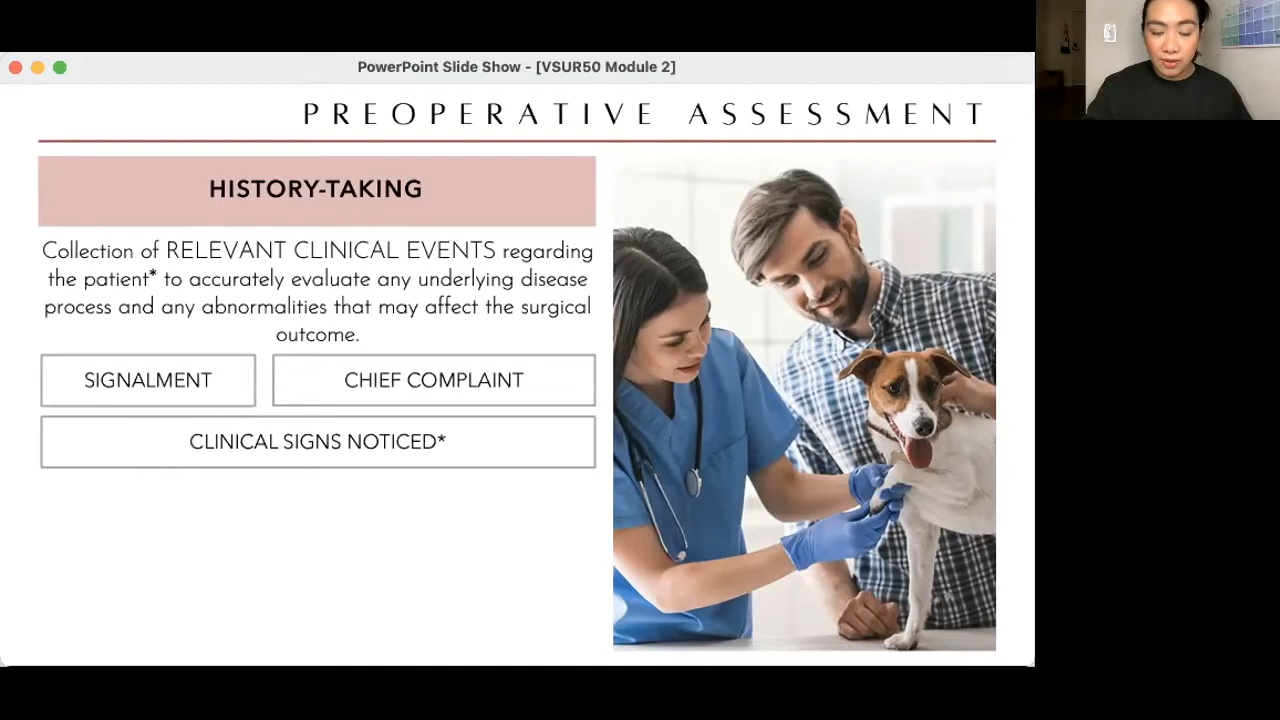 PowerPoint Slide Show - [VSUR50 Module 2]
PREOPERATIVE ASSESSMENT
HISTORY-TAKING
Collection of RELEVANT CLINICAL EVENTS regarding
the patient* to accurately evaluate any underlying disease
process and any abnormalities that may affect the surgical
outcome.
SIGNALMENT
CHIEF COMPLAINT
CLINICAL SIGNS NOTICED*